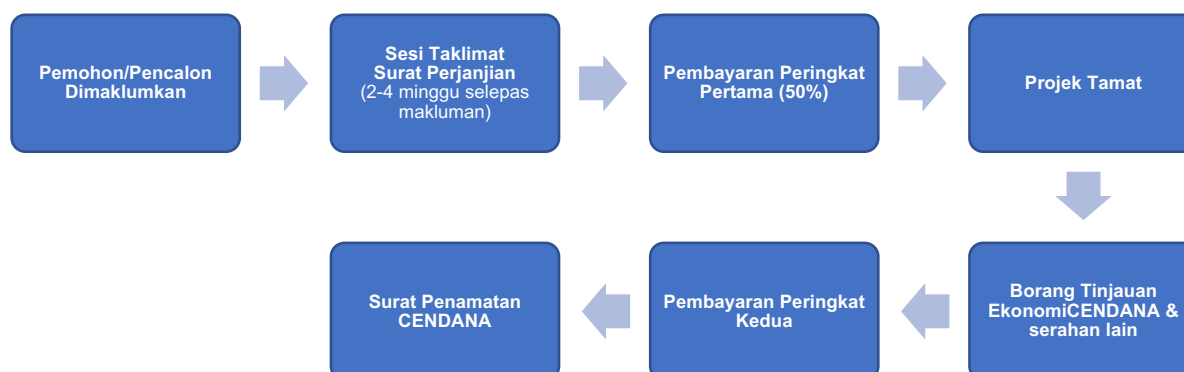 Pemohon/Pencalon
Dimaklumkan
Sesi Taklimat
Surat Perjanjian
(2-4 minggu selepas
makluman)
Pembayaran Peringkat
Pertama (50%)
Projek Tamat
Borang Tinjauan
EkonomiCENDANA &
serahan lain
Pembayaran Peringkat
Kedua
Surat Penamatan
CENDANA